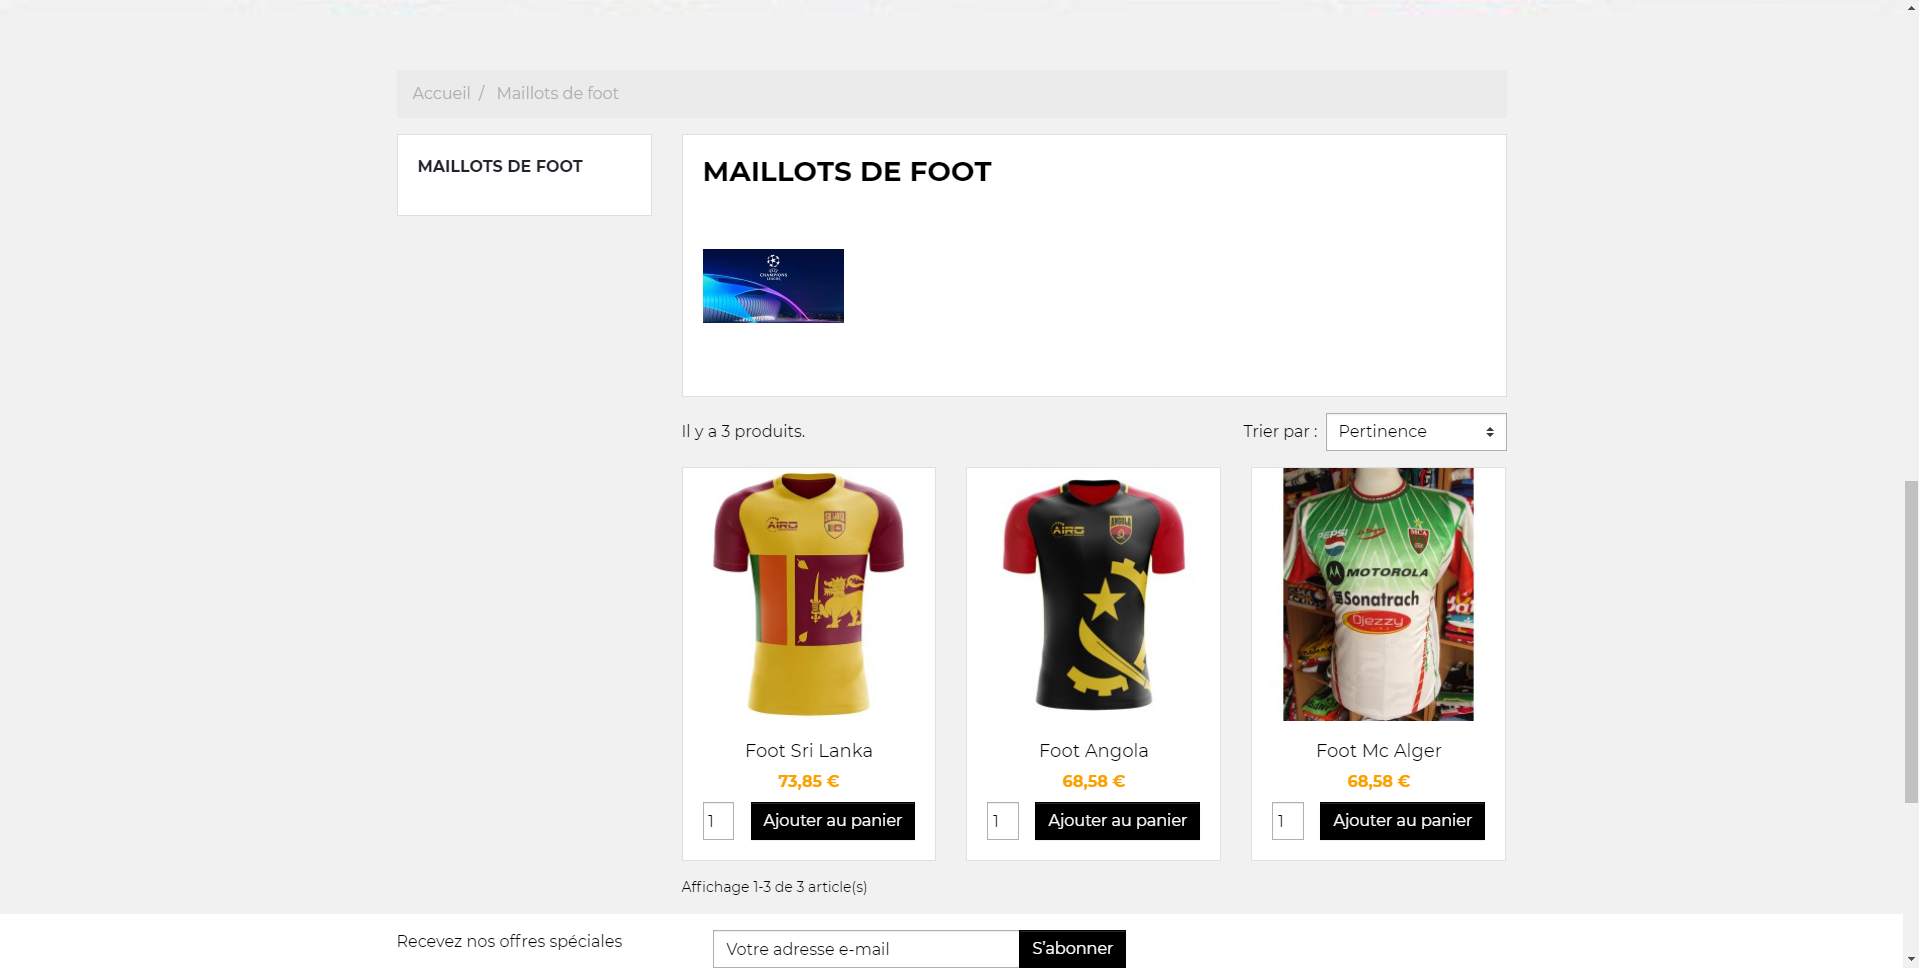 Accueil / Maillots de foot
MAILLOTS DE FOOT
MAILLOTS DE FOOT
CHAMPIONS
LEAGUE
Il y a 3 produits.
Trier par : Pertinence
AIRO
SRI LANKA
Foot Sri Lanka
73,85 €
1 Ajouter au panier
AIRO
ANGOLA
Foot Angola
68,58 €
1 Ajouter au panier
PEPSI
MCA
MOTOROLA
Sonatrach
Djezzy
Foot Mc Alger
68,58 €
1 Ajouter au panier
Affichage 1-3 de 3 article(s)
Recevez nos offres spéciales
Votre adresse e-mail
S'abonner